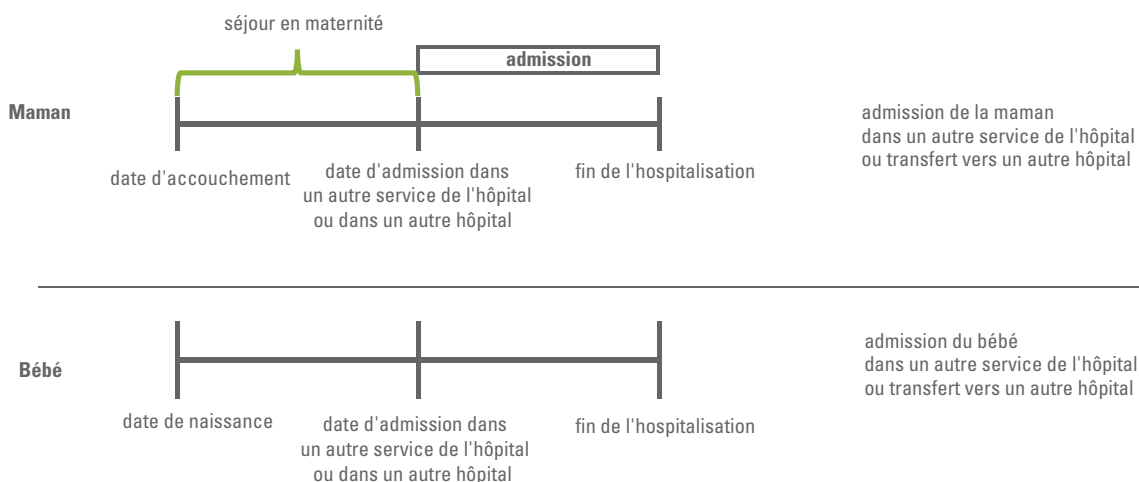 séjour en maternité
admission
Maman
admission de la maman
dans un autre service de l'hôpital
ou transfert vers un autre hôpital
date d'accouchement
date d'admission dans
un autre service de l'hôpital
ou dans un autre hôpital
fin de l'hospitalisation
Bébé
admission du bébé
dans un autre service de l'hôpital
ou transfert vers un autre hôpital
date de naissance
date d'admission dans
un autre service de l'hôpital
ou dans un autre hôpital
fin de l'hospitalisation